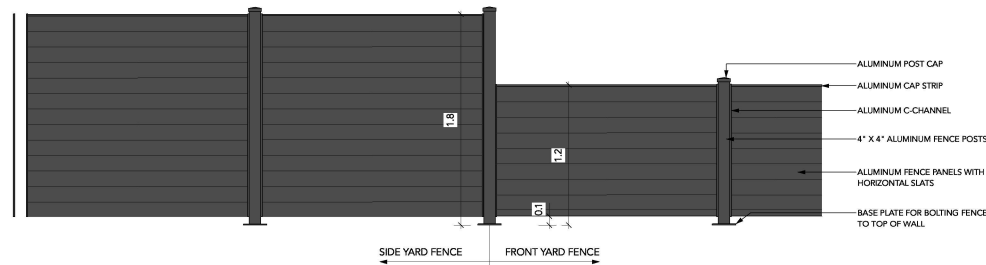 1.8
1.2
0.1
ALUMINUM POST CAP
ALUMINUM CAP STRIP
ALUMINUM C-CHANNEL
4" X 4" ALUMINUM FENCE POSTS
ALUMINUM FENCE PANELS WITH
HORIZONTAL SLATS
BASE PLATE FOR BOLTING FENCE
TO TOP OF WALL
SIDE YARD FENCE
FRONT YARD FENCE